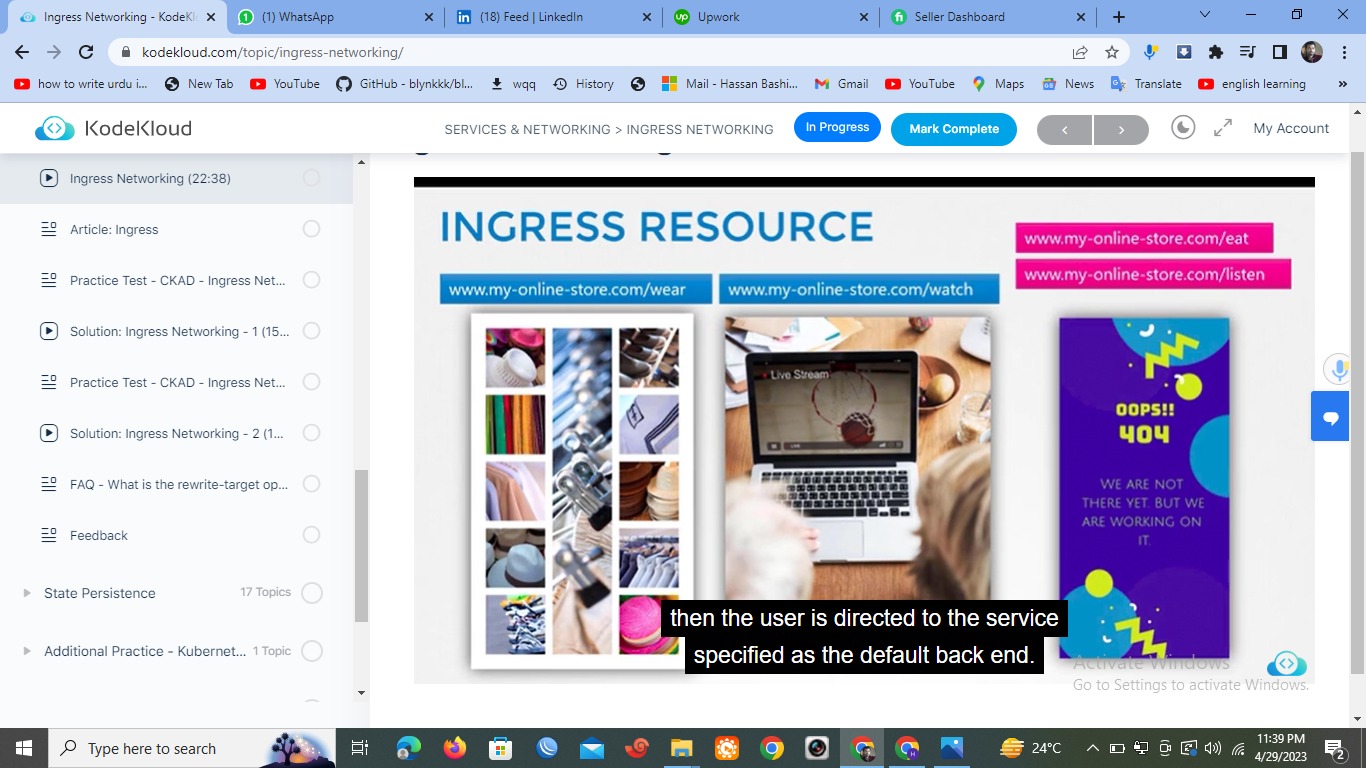 Ingress Networking - KodeKlo
(1) WhatsApp
(18) Feed | LinkedIn
Upwork
Seller Dashboard
kodekloud.com/topic/ingress-networking/
how to write urdu i...
New Tab
YouTube
GitHub - blynkkk/bl...
wqq
History
Mail - Hassan Bashi...
Gmail
YouTube
Maps
News
Translate
english learning
KodeKloud
SERVICES & NETWORKING > INGRESS NETWORKING
In Progress
Mark Complete
My Account
Ingress Networking (22:38)
Article: Ingress
Practice Test - CKAD - Ingress Net...
Solution: Ingress Networking - 1 (15...
Practice Test - CKAD - Ingress Net...
Solution: Ingress Networking - 2 (1...
FAQ - What is the rewrite-target op...
Feedback
State Persistence
17 Topics
Additional Practice - Kubernet...
1 Topic
INGRESS RESOURCE
www.my-online-store.com/eat
www.my-online-store.com/listen
www.my-online-store.com/wear
www.my-online-store.com/watch
Live Stream
LIVE
OOPS!!
404
WE ARE NOT
THERE YET. BUT WE
ARE WORKING ON
IT.
then the user is directed to the service
specified as the default back end.
Activate Windows
Go to Settings to activate Windows.
Type here to search
24°C
11:39 PM
4/29/2023
2